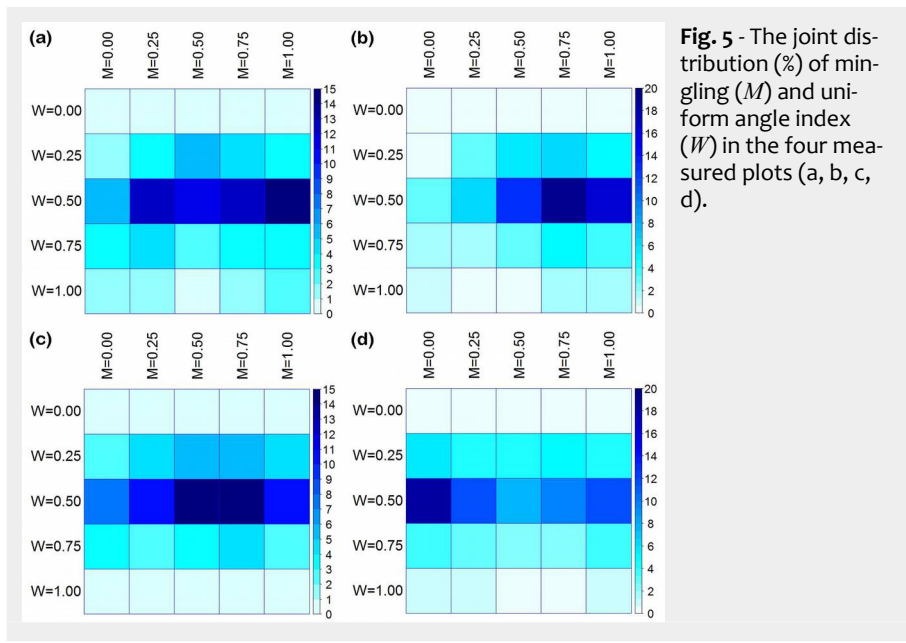 (a)
M=0.00 M=0.25 M=0.50 M=0.75 M=1.00
W=0.00
W=0.25
W=0.50
W=0.75
W=1.00
15
14
13
12
11
10
9
8
7
6
5
4
3
2
1
0
(b)
M=0.00 M=0.25 M=0.50 M=0.75 M=1.00
W=0.00
W=0.25
W=0.50
W=0.75
W=1.00
20
18
16
14
12
10
8
6
4
2
0
(c)
M=0.00 M=0.25 M=0.50 M=0.75 M=1.00
W=0.00
W=0.25
W=0.50
W=0.75
W=1.00
15
14
13
12
11
10
9
8
7
6
5
4
3
2
1
0
(d)
M=0.00 M=0.25 M=0.50 M=0.75 M=1.00
W=0.00
W=0.25
W=0.50
W=0.75
W=1.00
20
18
16
14
12
10
8
6
4
2
0
Fig. 5 - The joint dis-
tribution (%) of min-
gling (M) and uni-
form angle index
(W) in the four mea-
sured plots (a, b, c,
d).